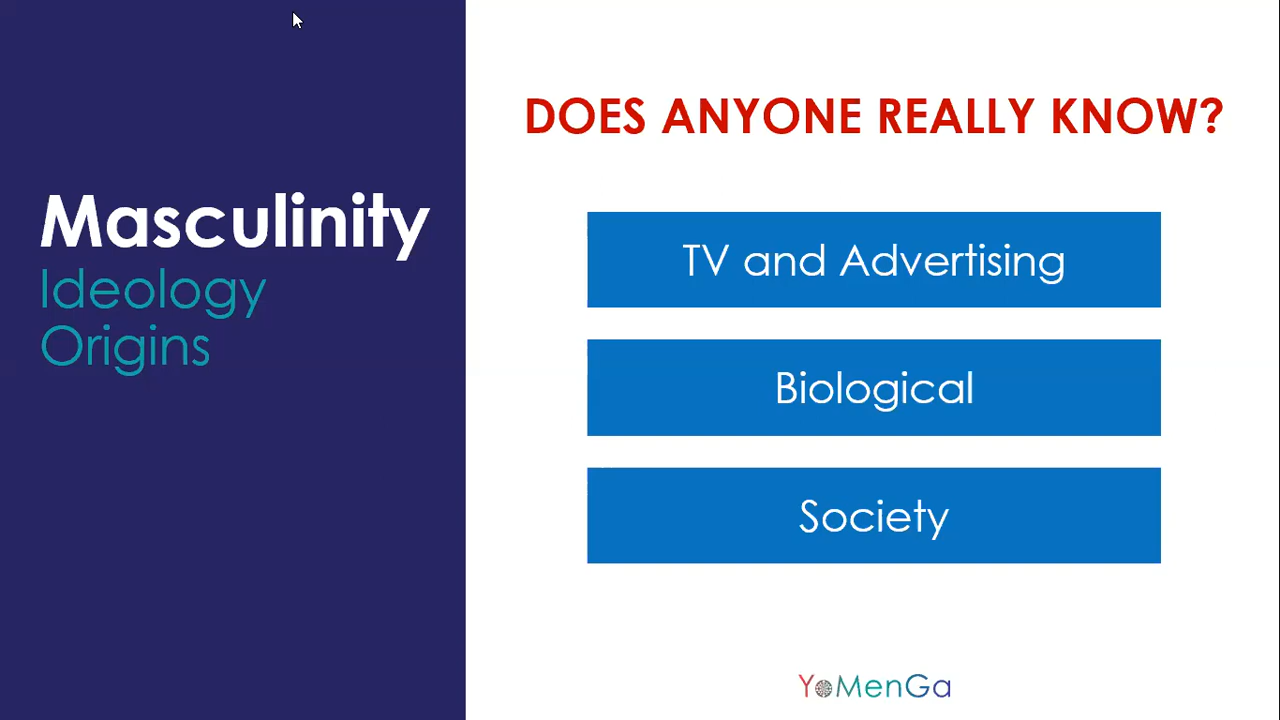 Masculinity
Ideology
Origins
DOES ANYONE REALLY KNOW?
TV and Advertising
Biological
Society
YoMenGa